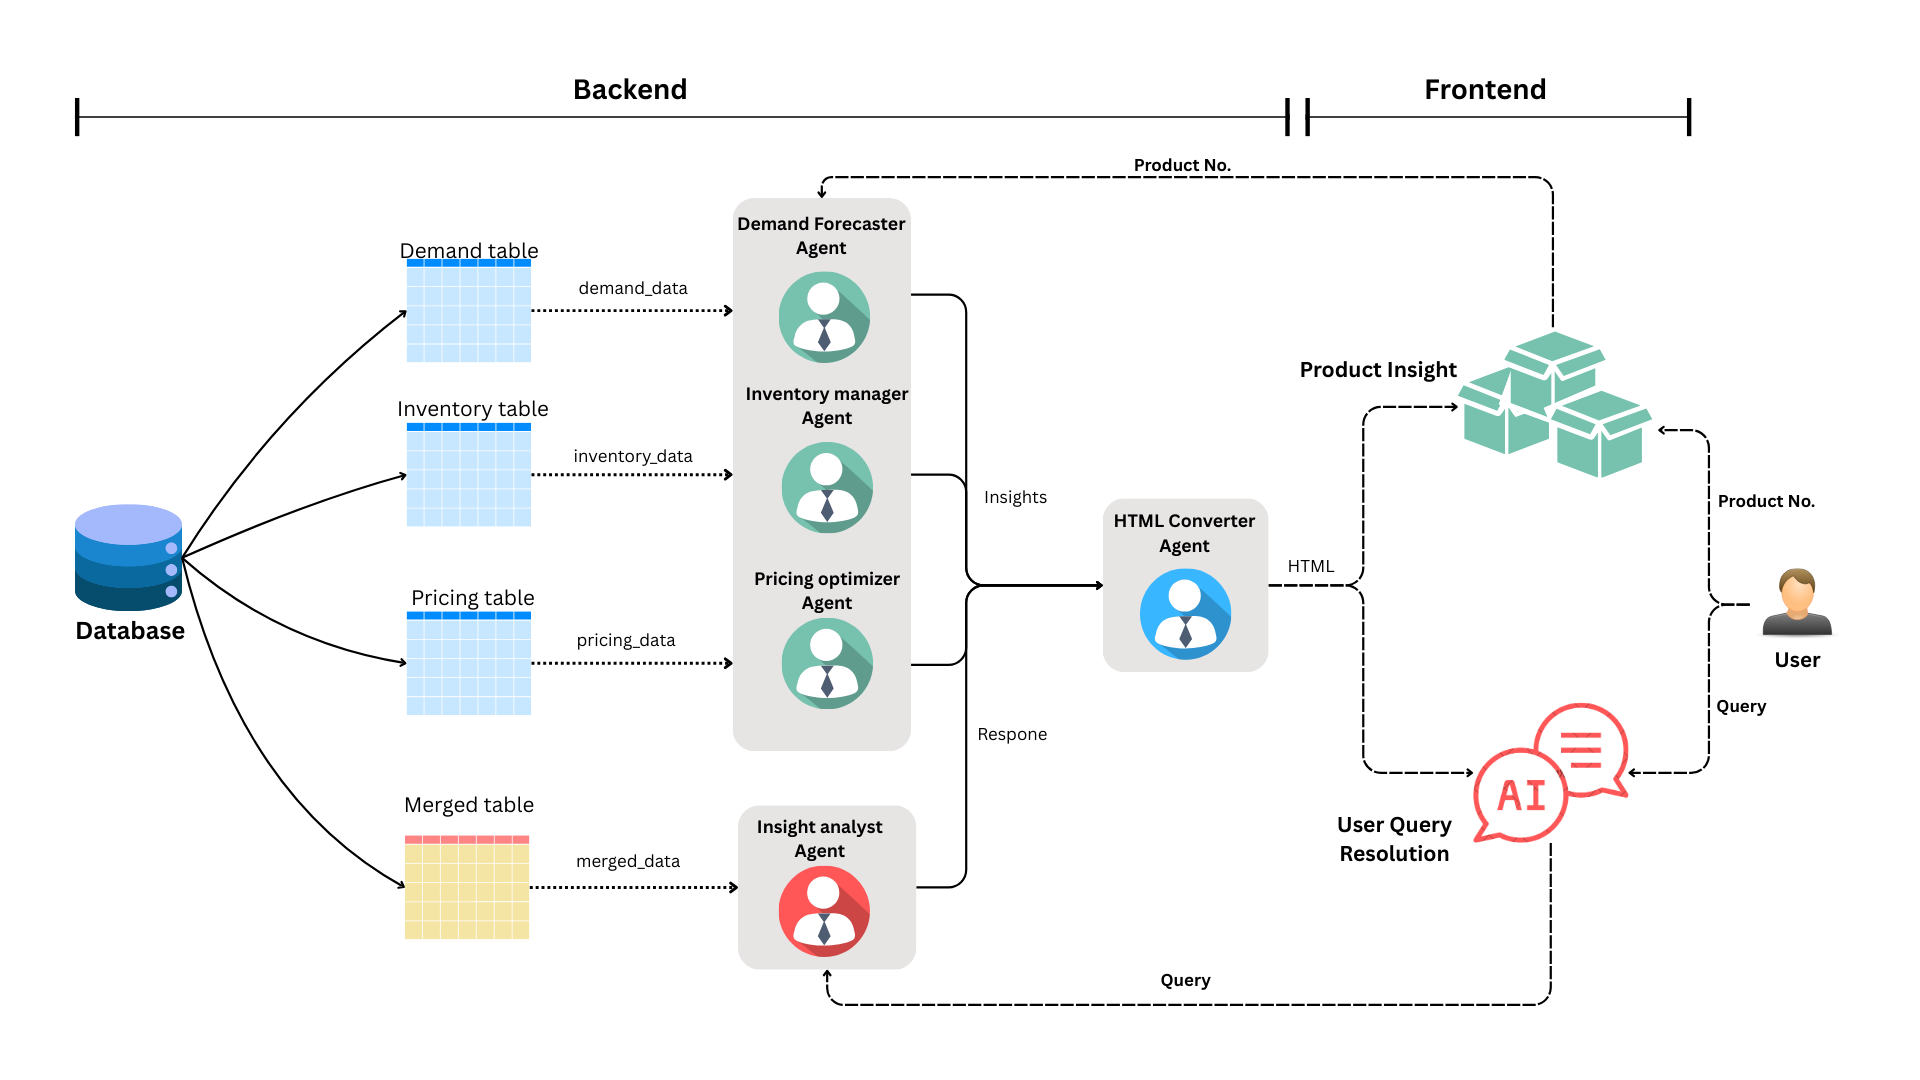 Backend
Frontend
Product No.
Demand Forecaster
Agent
Demand table
demand_data
Inventory manager
Agent
Inventory table
inventory_data
Insights
Pricing optimizer
Agent
Pricing table
pricing_data
Database
Respone
Merged table
merged_data
Insight analyst
Agent
HTML Converter
Agent
HTML
Product Insight
Product No.
User
Query
AI
User Query
Resolution
Query